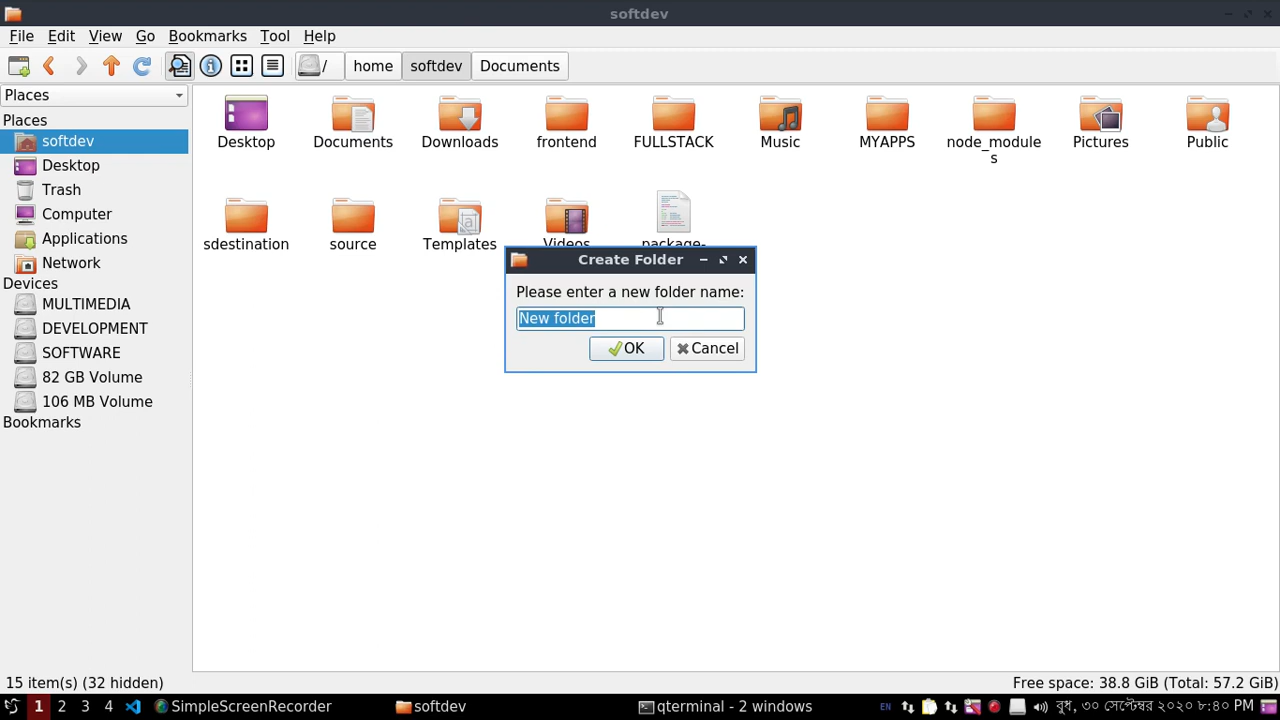 softdev
File Edit View Go Bookmarks Tool Help
/ home softdev Documents
Places
Places
softdev
Desktop
Trash
Computer
Applications
Network
Devices
MULTIMEDIA
DEVELOPMENT
SOFTWARE
82 GB Volume
106 MB Volume
Bookmarks
Desktop Documents Downloads frontend FULLSTACK Music MYAPPS node_module Pictures Public
s
sdestination source Templates Videos package-
Create Folder
Please enter a new folder name:
New folder
OK Cancel
15 item(s) (32 hidden) Free space: 38.8 GiB (Total: 57.2 GiB)
1 2 3 4 SimpleScreenRecorder softdev qterminal - 2 windows EN বুধ, ৩০ সেপ্টেম্বর ২০২০ ৮:৪০ PM